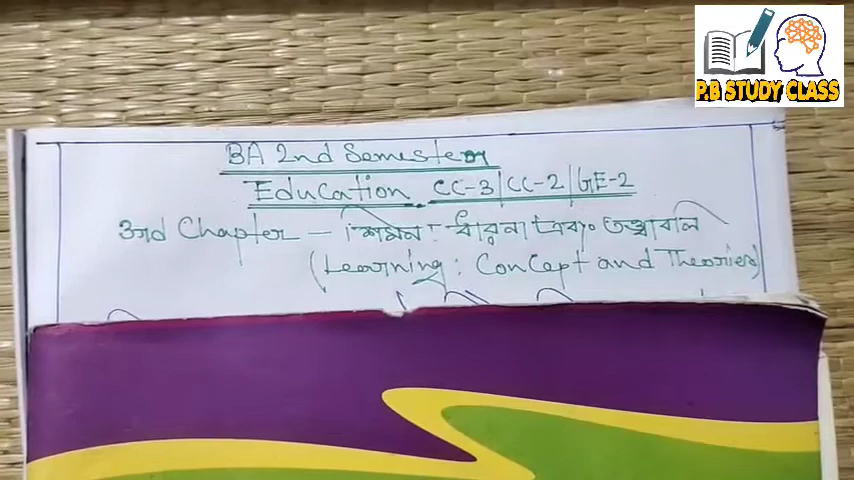 P.B STUDY CLASS
BA 2nd Semester
Education CC-3|CC-2|GE-2
3rd Chapter - শিখন: ধারনা এবং তত্ত্বাবলি
(Learning: Concept and Theories)